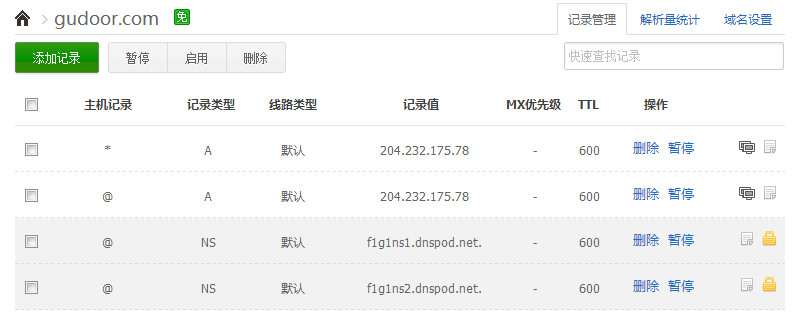 gudoor.com 免 记录管理 解析量统计 域名设置
添加记录 暂停 启用 删除 快速查找记录
主机记录 记录类型 线路类型 记录值 MX优先级 TTL 操作
* A 默认 204.232.175.78 - 600 删除 暂停
@ A 默认 204.232.175.78 - 600 删除 暂停
@ NS 默认 f1g1ns1.dnspod.net. - 600 删除 暂停
@ NS 默认 f1g1ns2.dnspod.net. - 600 删除 暂停